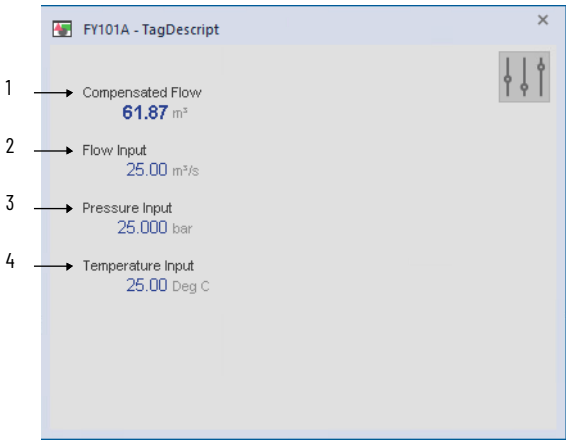 FY101A - TagDescript
1 Compensated Flow
61.87 m³
2 Flow Input
25.00 m³/s
3 Pressure Input
25.000 bar
4 Temperature Input
25.00 Deg C